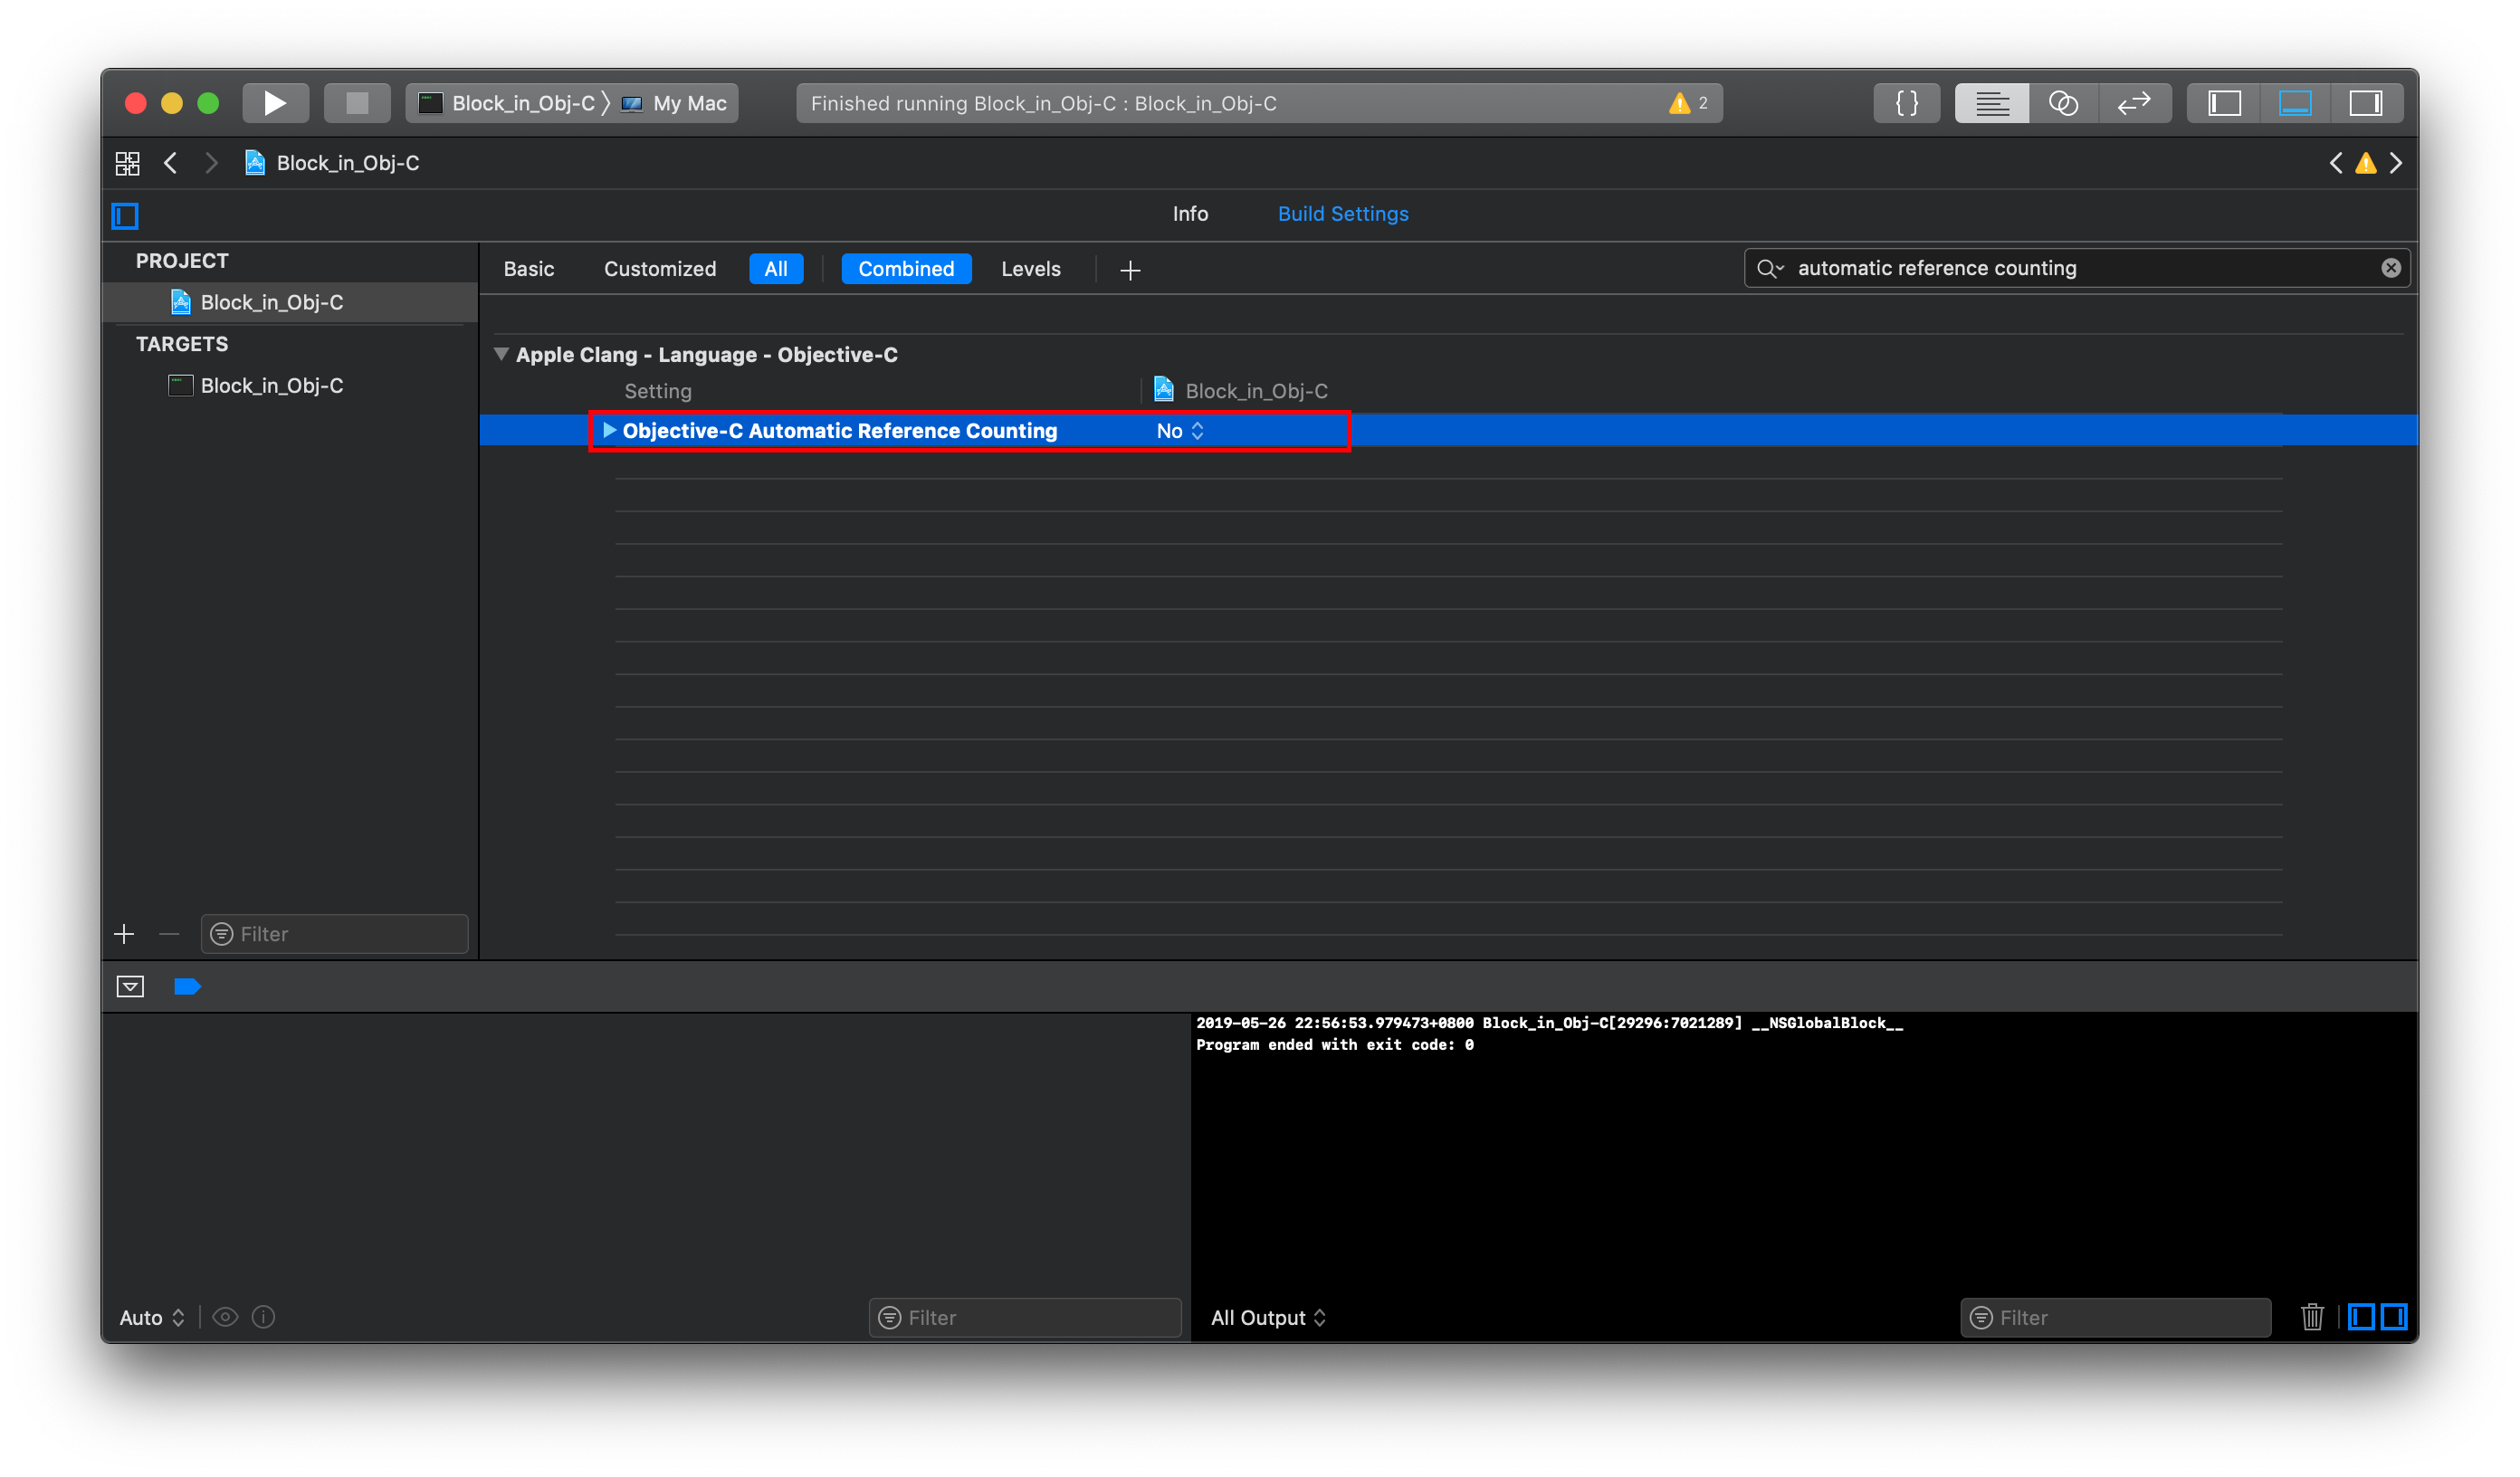 Block_in_Obj-C 〉 My Mac
Finished running Block_in_Obj-C : Block_in_Obj-C
2
Block_in_Obj-C
Info
Build Settings
PROJECT
Block_in_Obj-C
TARGETS
Block_in_Obj-C
Filter
Basic Customized All Combined Levels
automatic reference counting
Apple Clang - Language - Objective-C
Setting Block_in_Obj-C
Objective-C Automatic Reference Counting No
2019-05-26 22:56:53.979473+0800 Block_in_Obj-C[29296:7021289] __NSGlobalBlock__
Program ended with exit code: 0
Auto
Filter
All Output
Filter